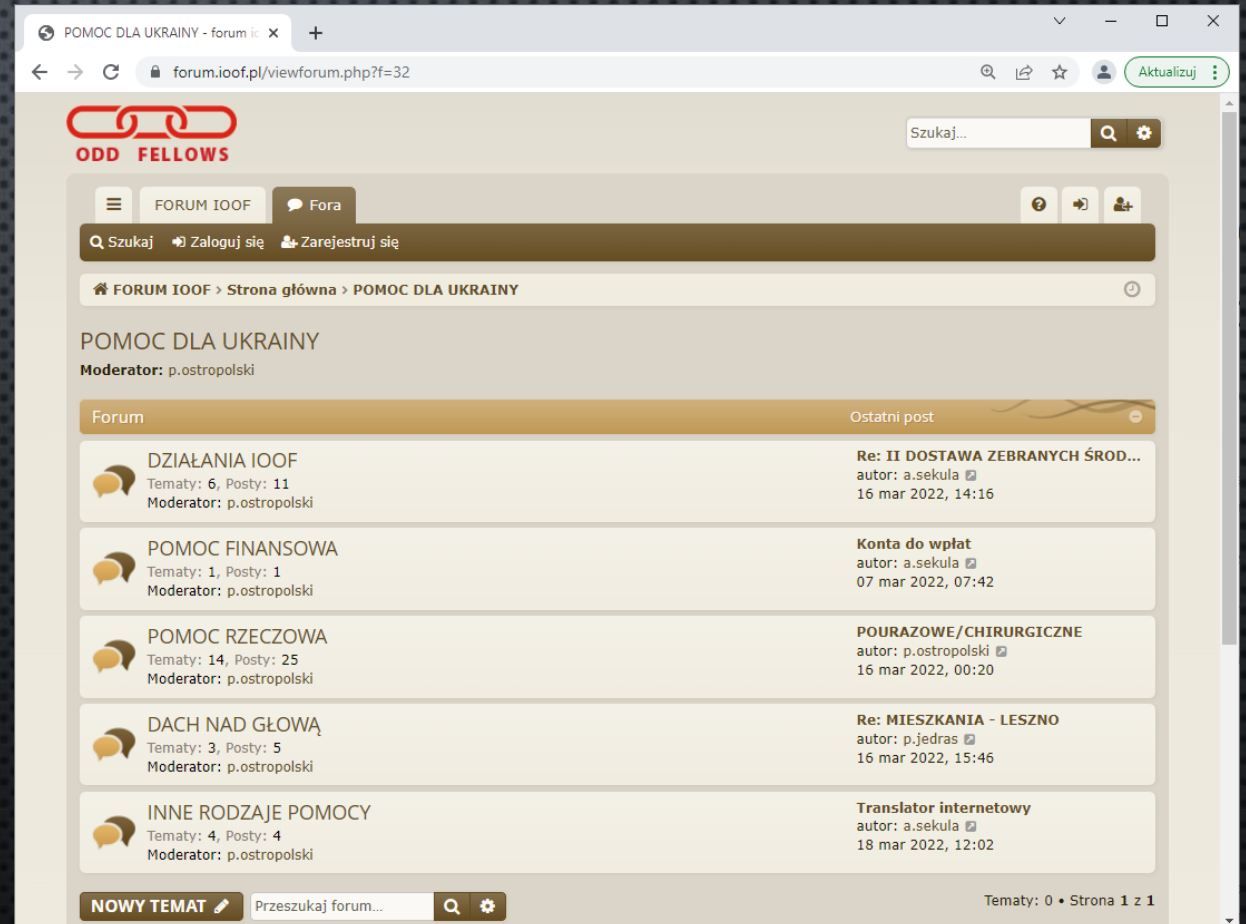 POMOC DLA UKRAINY - forum
forum.ioof.pl/viewforum.php?f=32
Aktualizuj
ODD FELLOWS
Szukaj...
FORUM IOOF
Fora
Szukaj Zaloguj się Zarejestruj się
FORUM IOOF › Strona główna › POMOC DLA UKRAINY
POMOC DLA UKRAINY
Moderator: p.ostropolski
Forum
Ostatni post
DZIAŁANIA IOOF
Tematy: 6, Posty: 11
Moderator: p.ostropolski
Re: II DOSTAWA ZEBRANYCH ŚROD...
autor: a.sekula
16 mar 2022, 14:16
POMOC FINANSOWA
Tematy: 1, Posty: 1
Moderator: p.ostropolski
Konta do wpłat
autor: a.sekula
07 mar 2022, 07:42
POMOC RZECZOWA
Tematy: 14, Posty: 25
Moderator: p.ostropolski
POURAZOWE/CHIRURGICZNE
autor: p.ostropolski
16 mar 2022, 00:20
DACH NAD GŁOWĄ
Tematy: 3, Posty: 5
Moderator: p.ostropolski
Re: MIESZKANIA - LESZNO
autor: p.jedras
16 mar 2022, 15:46
INNE RODZAJE POMOCY
Tematy: 4, Posty: 4
Moderator: p.ostropolski
Translator internetowy
autor: a.sekula
18 mar 2022, 12:02
NOWY TEMAT
Przeszukaj forum...
Tematy: 0 • Strona 1 z 1